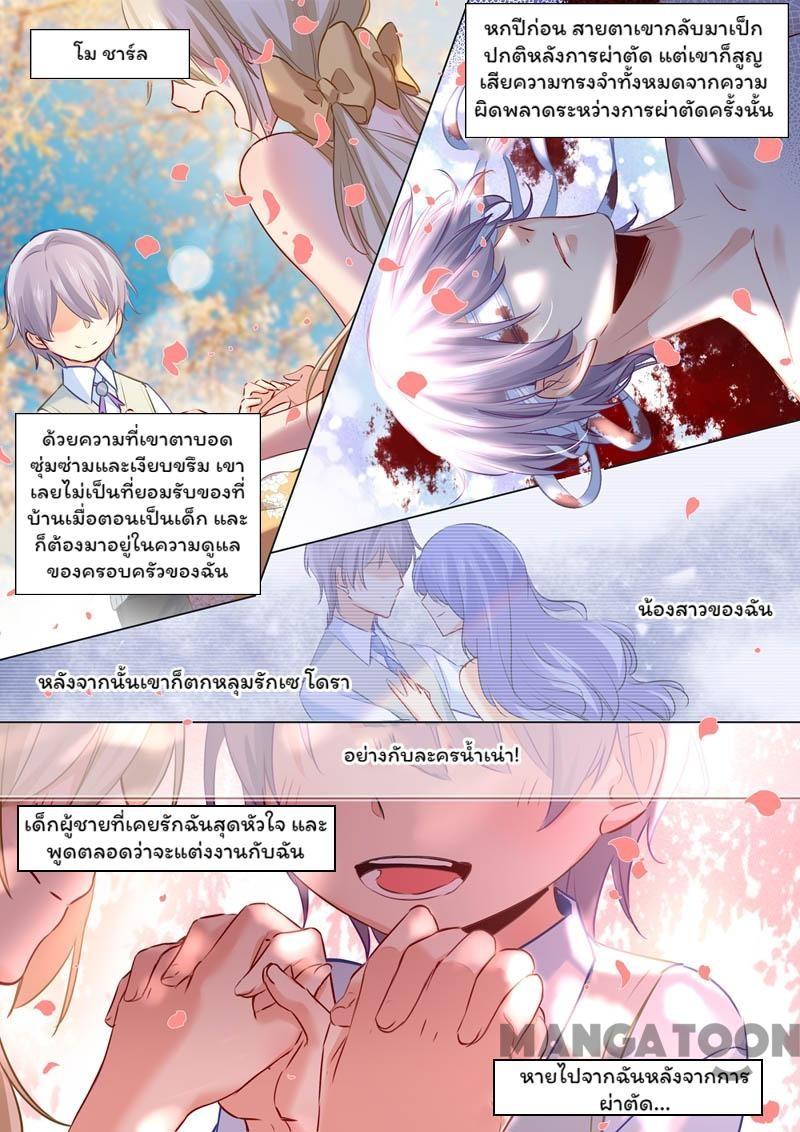 โม ชาร์ล
หกปีก่อน สายตาเขากลับมาเป็ก
ปกติหลังการผ่าตัด แต่เขาก็สูญ
เสียความทรงจำทั้งหมดจากความ
ผิดพลาดระหว่างการผ่าตัดครั้งนั้น
ด้วยความที่เขาตาบอด
ซุ่มซ่ามและเงียบขรึม เขา
เลยไม่เป็นที่ยอมรับของที่
บ้านเมื่อตอนเป็นเด็ก และ
ก็ต้องมาอยู่ในความดูแล
ของครอบครัวของฉัน
น้องสาวของฉัน
หลังจากนั้นเขาก็ตกหลุมรักเซ โดรา
อย่างกับละครน้ำเน่า!
เด็กผู้ชายที่เคยรักฉันสุดหัวใจ และ
พูดตลอดว่าจะแต่งงานกับฉัน
MANGATOON
หายไปจากฉันหลังจากการ
ผ่าตัด...